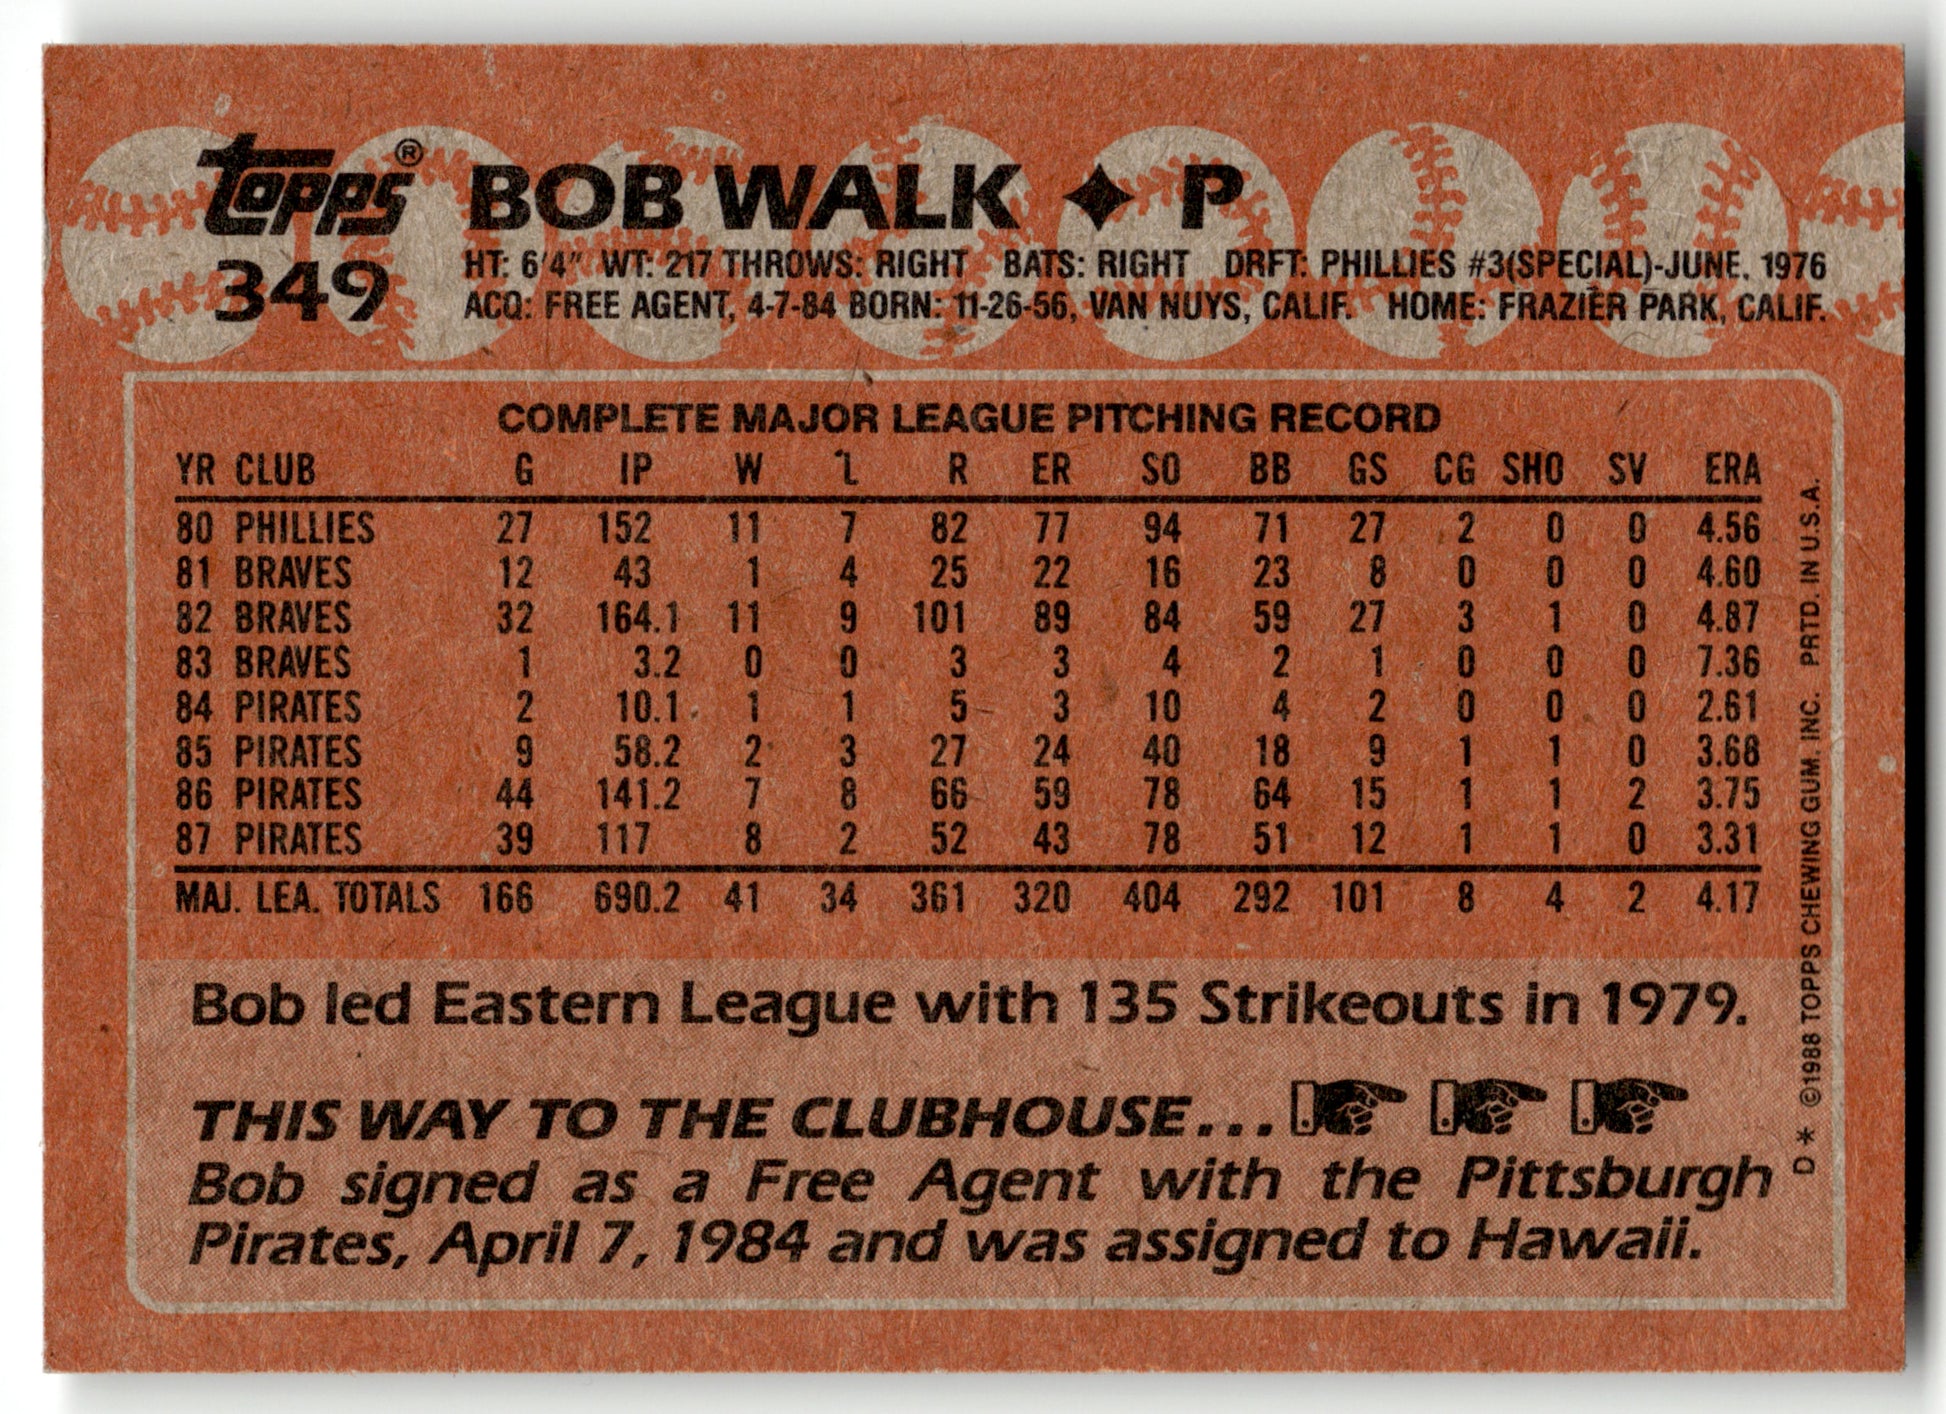 topps® BOB WALK ✦ P
349 HT: 6'4" WT: 217 THROWS: RIGHT BATS: RIGHT DRFT: PHILLIES #3(SPECIAL)-JUNE, 1976
ACQ: FREE AGENT, 4-7-84 BORN: 11-26-56, VAN NUYS, CALIF. HOME: FRAZIER PARK, CALIF.
COMPLETE MAJOR LEAGUE PITCHING RECORD
YR CLUB G IP W L R ER SO BB GS CG SHO SV ERA
80 PHILLIES 27 152 11 7 82 77 94 71 27 2 0 0 4.56
81 BRAVES 12 43 1 4 25 22 16 23 8 0 0 0 4.60
82 BRAVES 32 164.1 11 9 101 89 84 59 27 3 1 0 4.87
83 BRAVES 1 3.2 0 0 3 3 4 2 1 0 0 0 7.36
84 PIRATES 2 10.1 1 1 5 3 10 4 2 0 0 0 2.61
85 PIRATES 9 58.2 2 3 27 24 40 18 9 1 1 0 3.68
86 PIRATES 44 141.2 7 8 66 59 78 64 15 1 1 2 3.75
87 PIRATES 39 117 8 2 52 43 78 51 12 1 1 0 3.31
MAJ. LEA. TOTALS 166 690.2 41 34 361 320 404 292 101 8 4 2 4.17
Bob led Eastern League with 135 Strikeouts in 1979.
THIS WAY TO THE CLUBHOUSE...
Bob signed as a Free Agent with the Pittsburgh
Pirates, April 7, 1984 and was assigned to Hawaii.
D* ©1988 TOPPS CHEWING GUM, INC. PRTD. IN U.S.A.